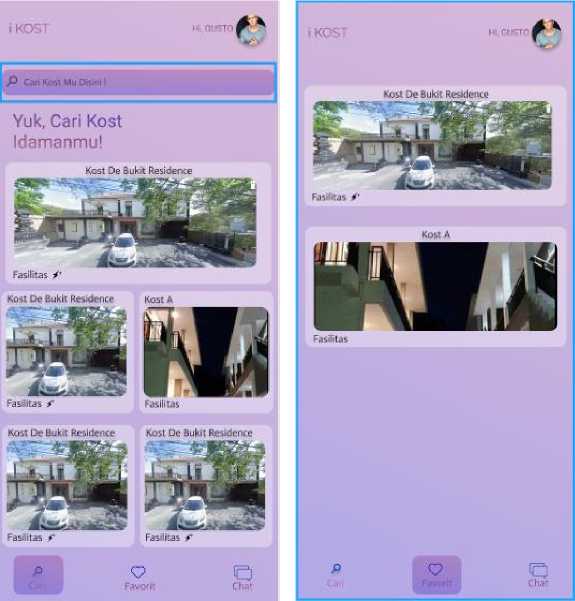 i KOST
Hi, GUSTO
Cari Kost Mu Disini !
Yuk, Cari Kost
Idamanmu!
Kost De Bukit Residence
Fasilitas
Kost De Bukit Residence
Kost A
Fasilitas
Fasilitas
Kost De Bukit Residence
Kost De Bukit Residence
Fasilitas
Fasilitas
Cari
Favorit
Chat
i KOST
Hi, GUSTO
Kost De Bukit Residence
Fasilitas
Kost A
Fasilitas
Cari
Favorit
Chat